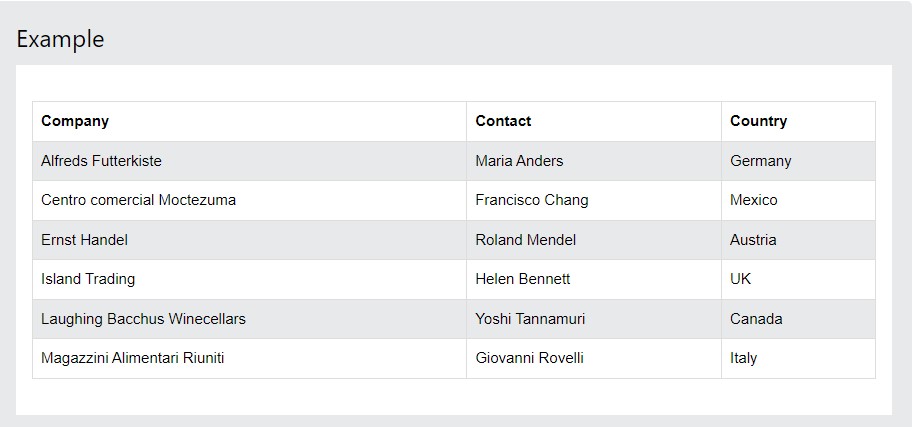 Example
Company Contact Country
Alfreds Futterkiste Maria Anders Germany
Centro comercial Moctezuma Francisco Chang Mexico
Ernst Handel Roland Mendel Austria
Island Trading Helen Bennett UK
Laughing Bacchus Winecellars Yoshi Tannamuri Canada
Magazzini Alimentari Riuniti Giovanni Rovelli Italy